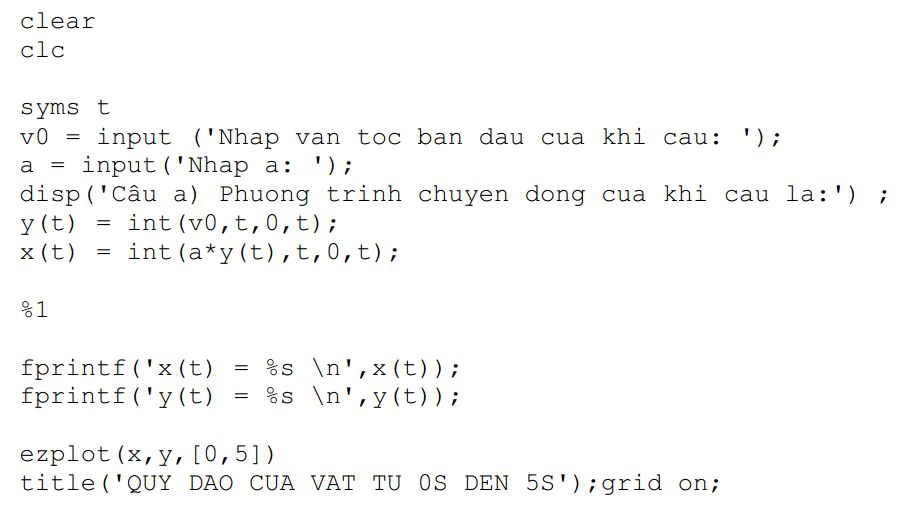 clear
clc
syms t
v0 = input ('Nhap van toc ban dau cua khi cau: ');
a = input('Nhap a: ');
disp('Câu a) Phuong trinh chuyen dong cua khi cau la:') ;
y(t) = int(v0,t,0,t);
x(t) = int(a*y(t),t,0,t);
%1
fprintf('x(t) = %s \n',x(t));
fprintf('y(t) = %s \n',y(t));
ezplot(x,y,[0,5])
title('QUY DAO CUA VAT TU 0S DEN 5S');grid on;